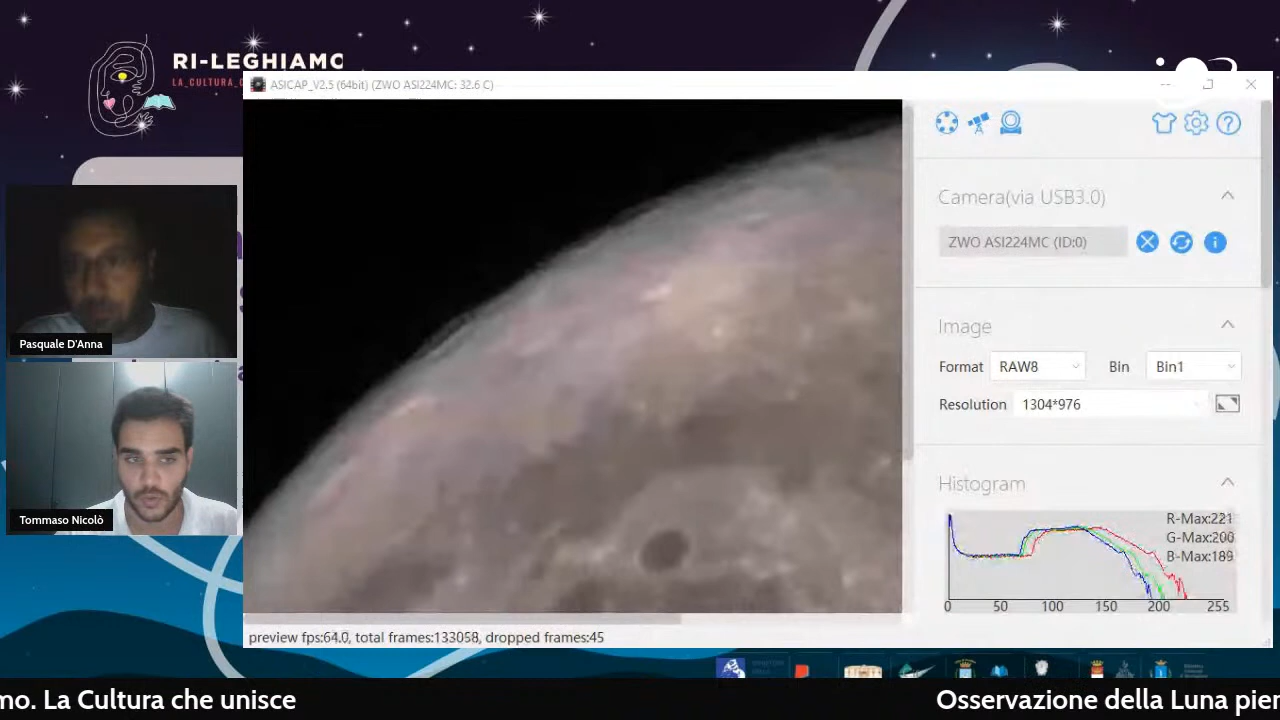 RI-LEGHIAMO
LA_CULTURA_C
ASICAP_V2.5 (64bit) (ZWO ASI224MC: 32.6 C)
Camera(via USB3.0)
ZWO ASI224MC (ID:0)
Image
Format RAW8 Bin Bin1
Resolution 1304*976
Histogram
R-Max:221
G-Max:200
B-Max:189
0 50 100 150 200 255
Pasquale D'Anna
Tommaso Nicolò
preview fps:64.0, total frames:133058, dropped frames:45
mo. La Cultura che unisce
Osservazione della Luna pien